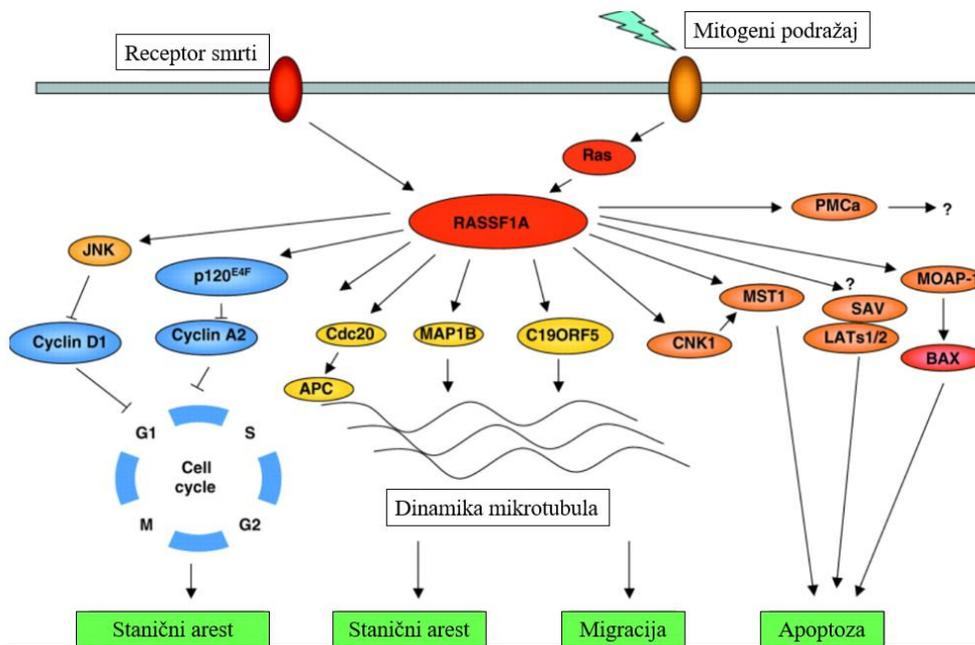 Receptor smrti
Mitogeni podražaj
Ras
RASSF1A
PMCa
?
JNK
p120E4F
Cyclin D1
Cyclin A2
Cdc20
APC
MAP1B
C19ORF5
CNK1
MST1
?
SAV
LATs1/2
MOAP-1
BAX
G1
S
Cell
cycle
M
G2
Dinamika mikrotubula
Stanični arest
Stanični arest
Migracija
Apoptoza